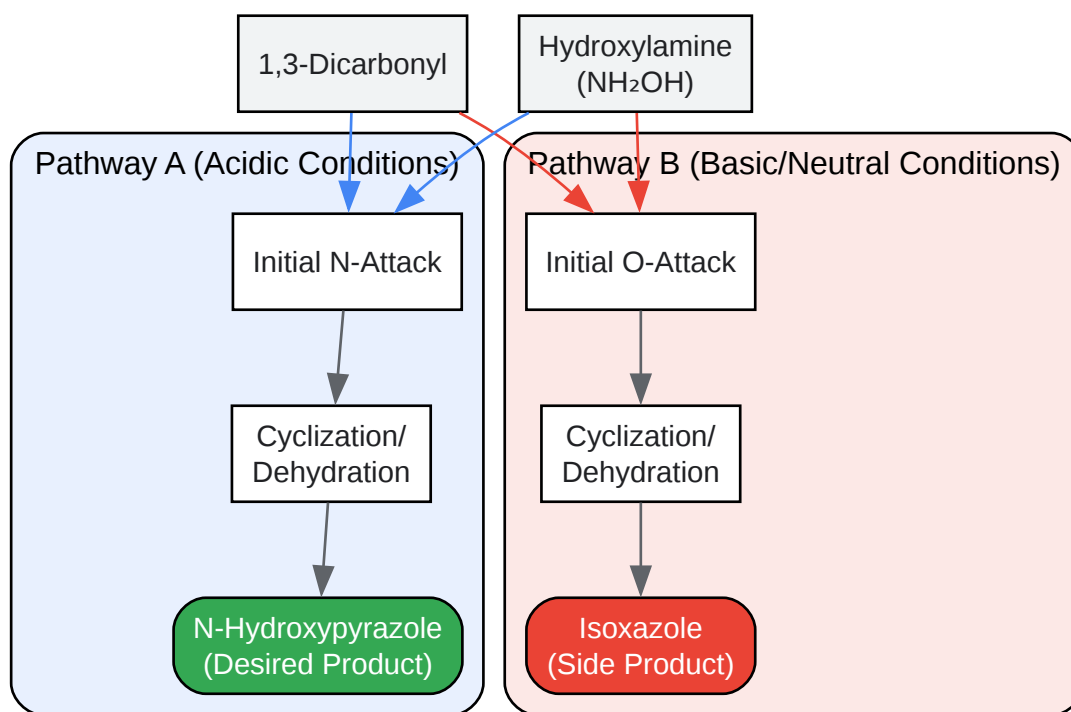 1,3-Dicarbonyl
Hydroxylamine
(NH₂OH)
Pathway A (Acidic Conditions)
Pathway B (Basic/Neutral Conditions)
Initial N-Attack
Initial O-Attack
Cyclization/
Dehydration
Cyclization/
Dehydration
N-Hydroxypyrazole
(Desired Product)
Isoxazole
(Side Product)